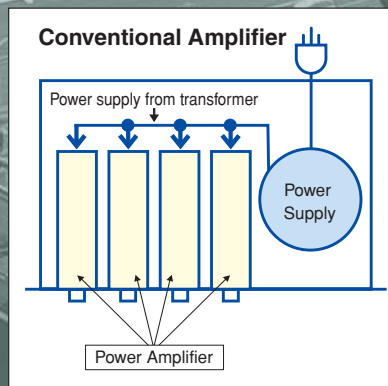 Conventional Amplifier
Power supply from transformer
Power
Supply
Power Amplifier